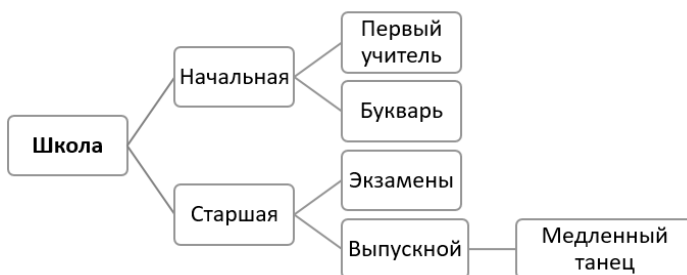 Первый
учитель
Начальная
Букварь
Школа
Экзамены
Старшая
Выпускной
Медленный
танец